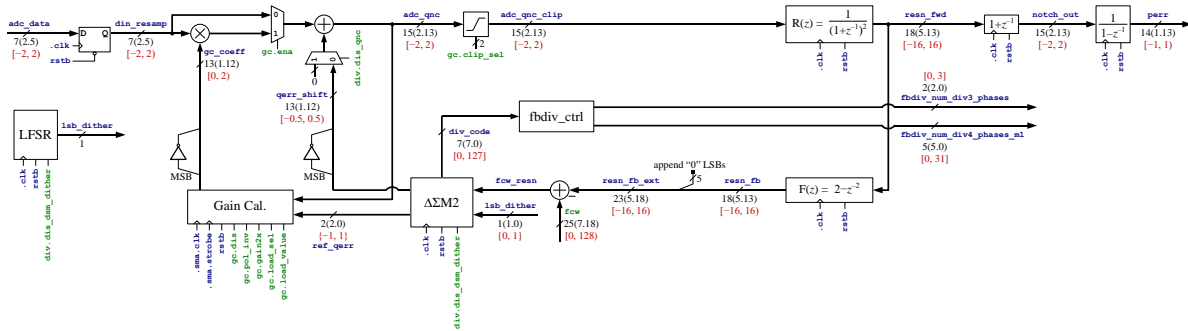 adc_data
7(2.5)
[-2, 2)
D
Q
.clk
rstb
din_resamp
7(2.5)
[-2, 2)
gc_coeff
13(1.12)
[0, 2)
0
1
gc.ena
1
0
0
div.dis_qnc
qerr_shift
13(1.12)
[-0.5, 0.5)
adc_qnc
15(2.13)
[-2, 2)
2
gc.clip_sel
adc_qnc_clip
15(2.13)
[-2, 2)
R(z) = 1/(1+z⁻¹)²
.clk
rstb
resn_fwd
18(5.13)
[-16, 16)
1+z⁻¹
.clk
rstb
notch_out
15(2.13)
[-2, 2)
1/(1−z⁻¹)
.clk
rstb
perr
14(1.13)
[-1, 1)
[0, 3]
2(2.0)
fbdiv_num_div3_phases
fbdiv_num_div4_phases_m1
5(5.0)
[0, 31]
LFSR
lsb_dither
1
.clk
rstb
div.dis_dsm_dither
MSB
MSB
fbdiv_ctrl
div_code
7(7.0)
[0, 127]
Gain Cal.
.sma.clk
.sma.strobe
rstb
gc.dis
gc.pol_inv
gc.gain2x
gc.load_sel
gc.load_value
2(2.0)
{−1, 1}
ref_qerr
ΔΣM2
.clk
rstb
div.dis_dsm_dither
fcw_resn
lsb_dither
1(1.0)
{0, 1}
−
fcw
25(7.18)
[0, 128)
resn_fb_ext
23(5.18)
[-16, 16)
append “0” LSBs
5
resn_fb
18(5.13)
[-16, 16)
F(z) = 2−z⁻²
.clk
rstb